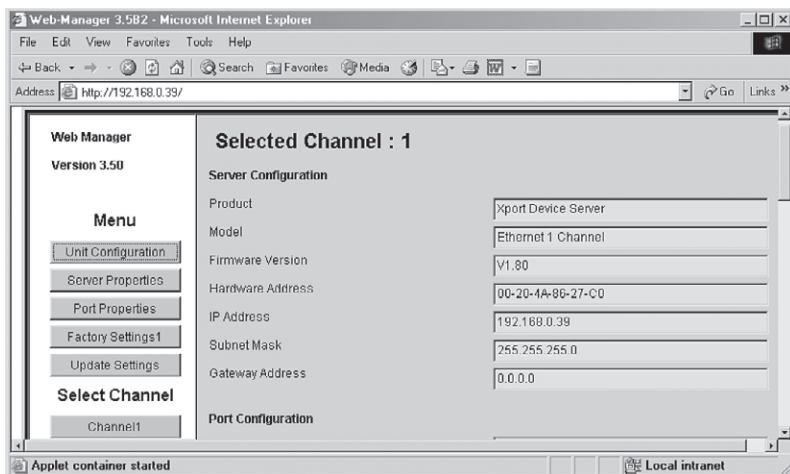 Web-Manager 3.5B2 - Microsoft Internet Explorer
File Edit View Favorites Tools Help
Back Search Favorites Media
Address http://192.168.0.39/ Go Links »
Web Manager
Version 3.50
Menu
Unit Configuration
Server Properties
Port Properties
Factory Settings1
Update Settings
Select Channel
Channel1
Selected Channel : 1
Server Configuration
Product Xport Device Server
Model Ethernet 1 Channel
Firmware Version V1.80
Hardware Address 00-20-4A-86-27-C0
IP Address 192.168.0.39
Subnet Mask 255.255.255.0
Gateway Address 0.0.0.0
Port Configuration
Applet container started Local intranet